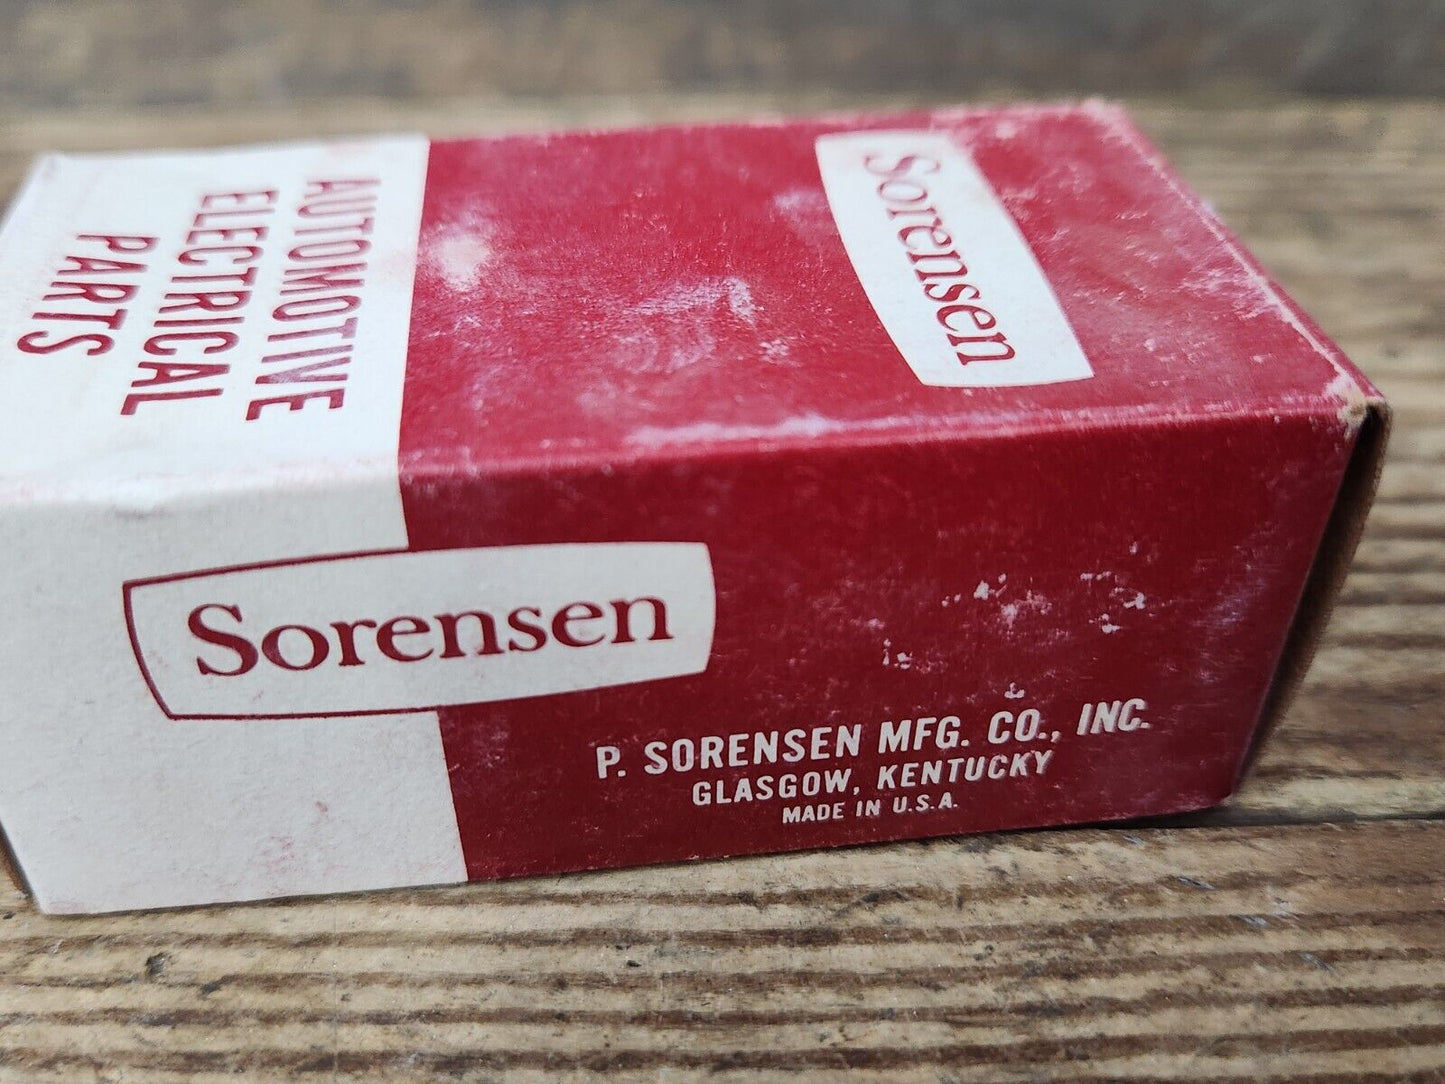 AUTOMOTIVE
ELECTRICAL
PARTS
Sorensen
Sorensen
P. SORENSEN MFG. CO., INC.
GLASGOW, KENTUCKY
MADE IN U.S.A.